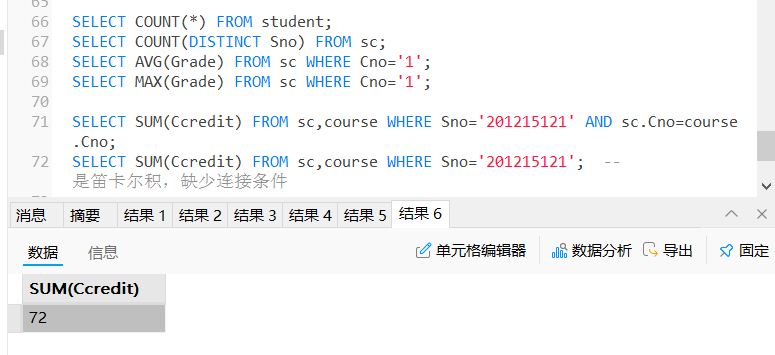 66 SELECT COUNT(*) FROM student;
67 SELECT COUNT(DISTINCT Sno) FROM sc;
68 SELECT AVG(Grade) FROM sc WHERE Cno='1';
69 SELECT MAX(Grade) FROM sc WHERE Cno='1';
70
71 SELECT SUM(Ccredit) FROM sc,course WHERE Sno='201215121' AND sc.Cno=course
.Cno;
72 SELECT SUM(Ccredit) FROM sc,course WHERE Sno='201215121'; --
是笛卡尔积，缺少连接条件
消息 摘要 结果 1 结果 2 结果 3 结果 4 结果 5 结果 6
数据 信息 单元格编辑器 数据分析 导出 固定
SUM(Ccredit)
72